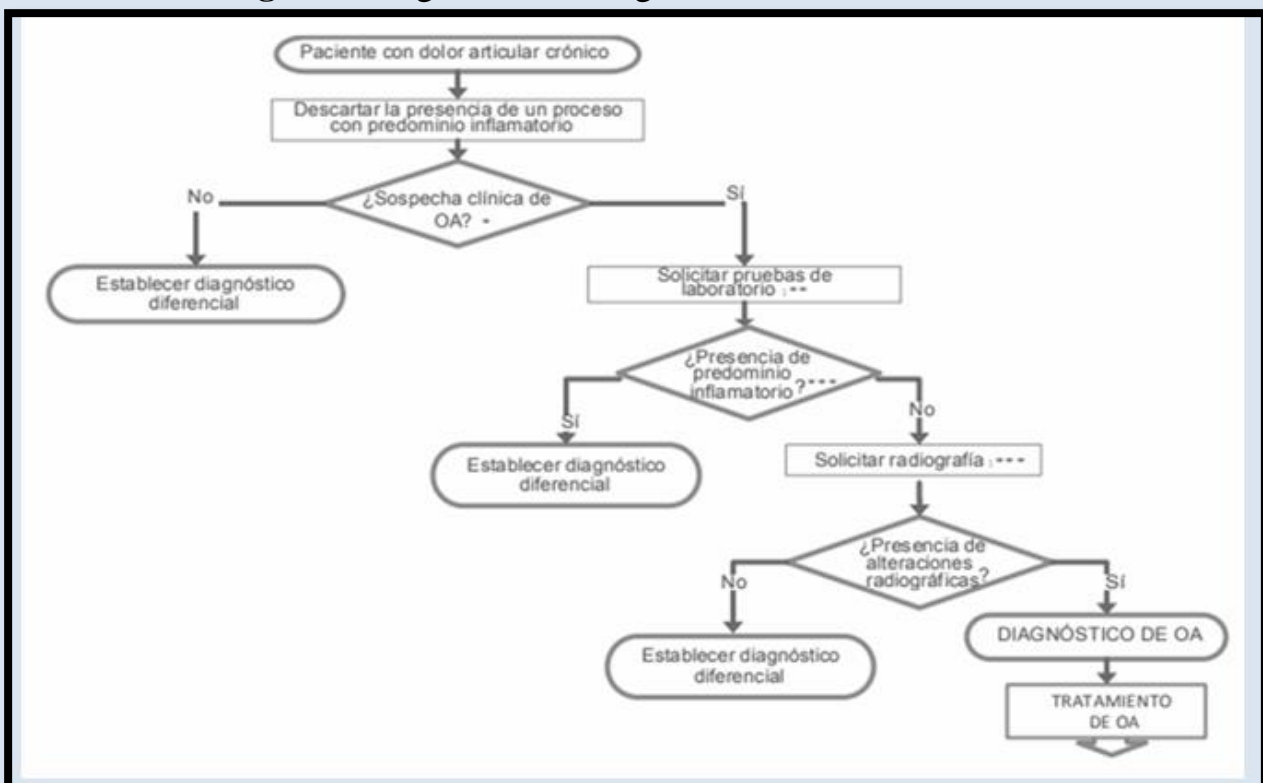 Paciente con dolor articular crónico
Descartar la presencia de un proceso
con predominio inflamatorio
¿Sospecha clínica de
OA? -
No
Sí
Establecer diagnóstico
diferencial
Solicitar pruebas de
laboratorio : --
¿Presencia de
predominio
inflamatorio?---
Sí
No
Establecer diagnóstico
diferencial
Solicitar radiografía :---
¿Presencia de
alteraciones
radiográficas?
No
Sí
Establecer diagnóstico
diferencial
DIAGNÓSTICO DE OA
TRATAMIENTO
DE OA